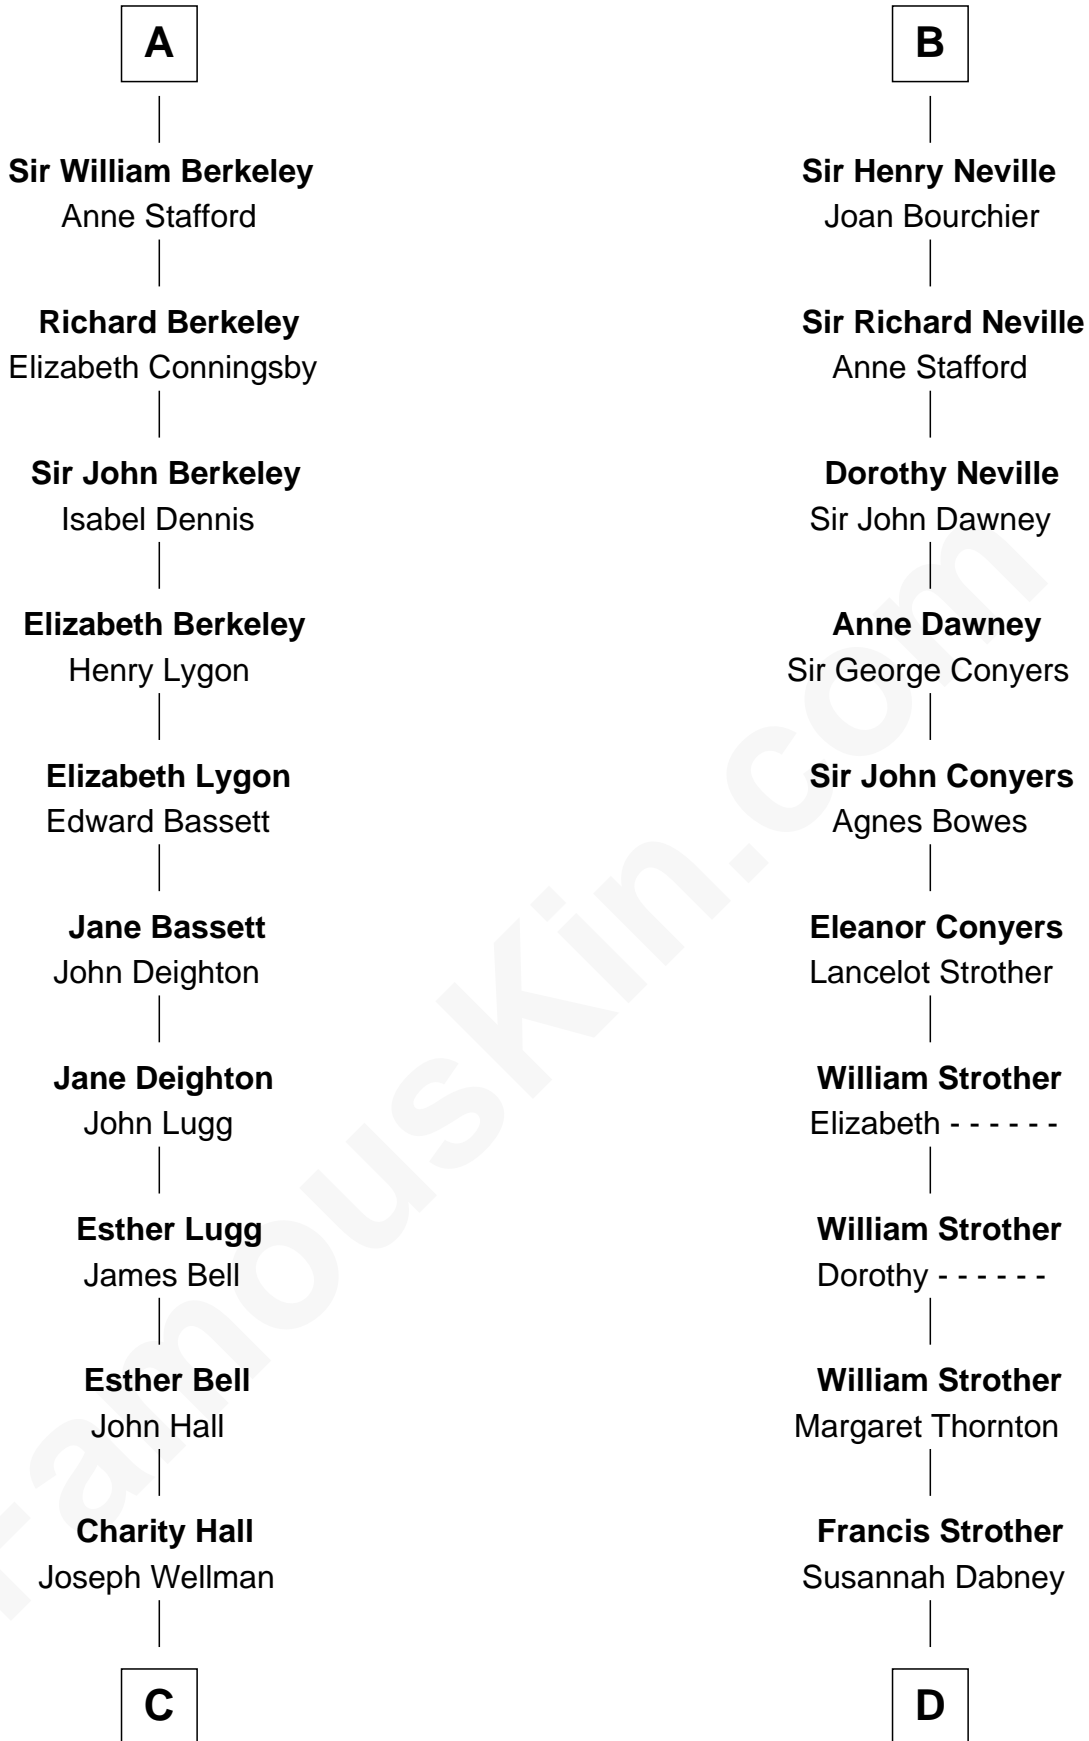 A
Sir William Berkeley
Anne Stafford
Richard Berkeley
Elizabeth Conningsby
Sir John Berkeley
Isabel Dennis
Elizabeth Berkeley
Henry Lygon
Elizabeth Lygon
Edward Bassett
Jane Bassett
John Deighton
Jane Deighton
John Lugg
Esther Lugg
James Bell
Esther Bell
John Hall
Charity Hall
Joseph Wellman
C
B
Sir Henry Neville
Joan Bourchier
Sir Richard Neville
Anne Stafford
Dorothy Neville
Sir John Dawney
Anne Dawney
Sir George Conyers
Sir John Conyers
Agnes Bowes
Eleanor Conyers
Lancelot Strother
William Strother
Elizabeth - - - - - -
William Strother
Dorothy - - - - - -
William Strother
Margaret Thornton
Francis Strother
Susannah Dabney
D
FamousKin.com